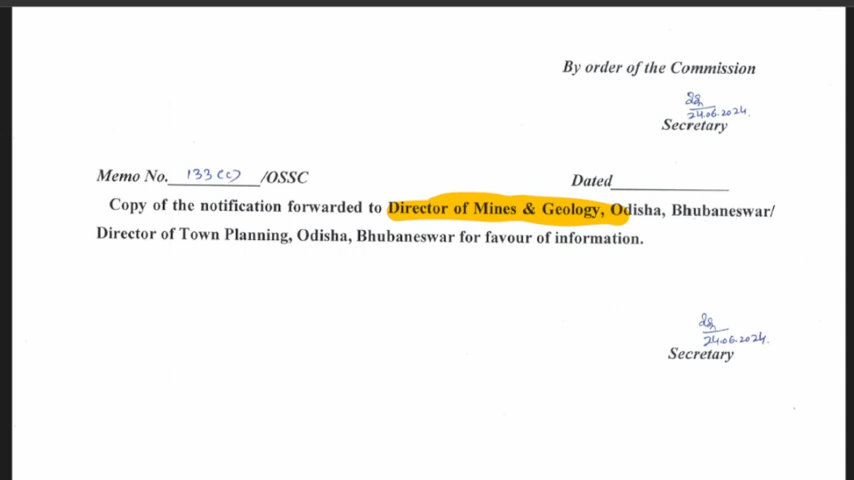 By order of the Commission
24.06.2024.
Secretary
Memo No. 133(C) /OSSC Dated
Copy of the notification forwarded to Director of Mines & Geology, Odisha, Bhubaneswar/
Director of Town Planning, Odisha, Bhubaneswar for favour of information.
24.06.2024.
Secretary